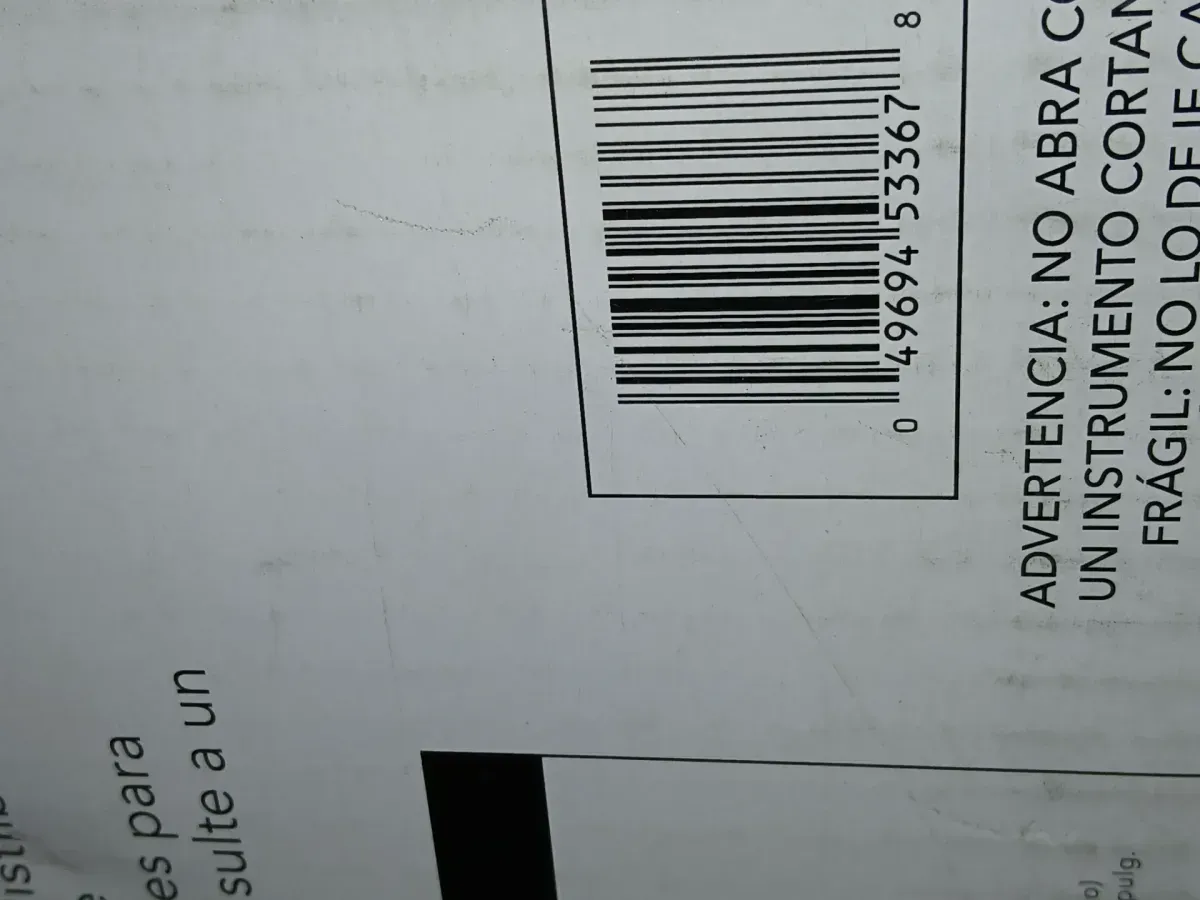 es para
sulte a un
0 49694 53367 8
ADVERTENCIA: NO ABRA
UN INSTRUMENTO CORTAN
FRÁGIL: NO LO DEJE CA
o)
pulg.